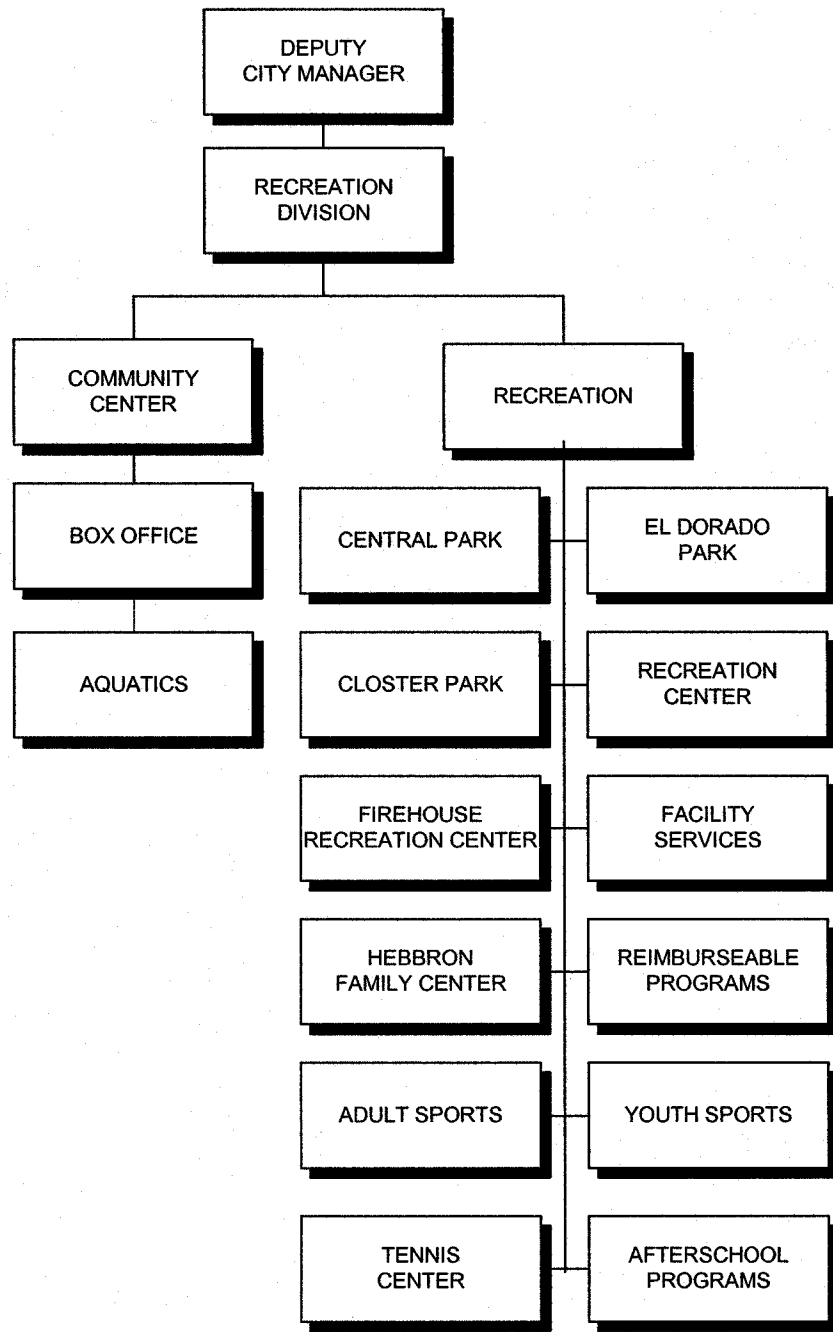 DEPUTY
CITY MANAGER
RECREATION
DIVISION
COMMUNITY
CENTER
RECREATION
BOX OFFICE
CENTRAL PARK
EL DORADO
PARK
AQUATICS
CLOSTER PARK
RECREATION
CENTER
FIREHOUSE
RECREATION CENTER
FACILITY
SERVICES
HEBBRON
FAMILY CENTER
REIMBURSEABLE
PROGRAMS
ADULT SPORTS
YOUTH SPORTS
TENNIS
CENTER
AFTERSCHOOL
PROGRAMS